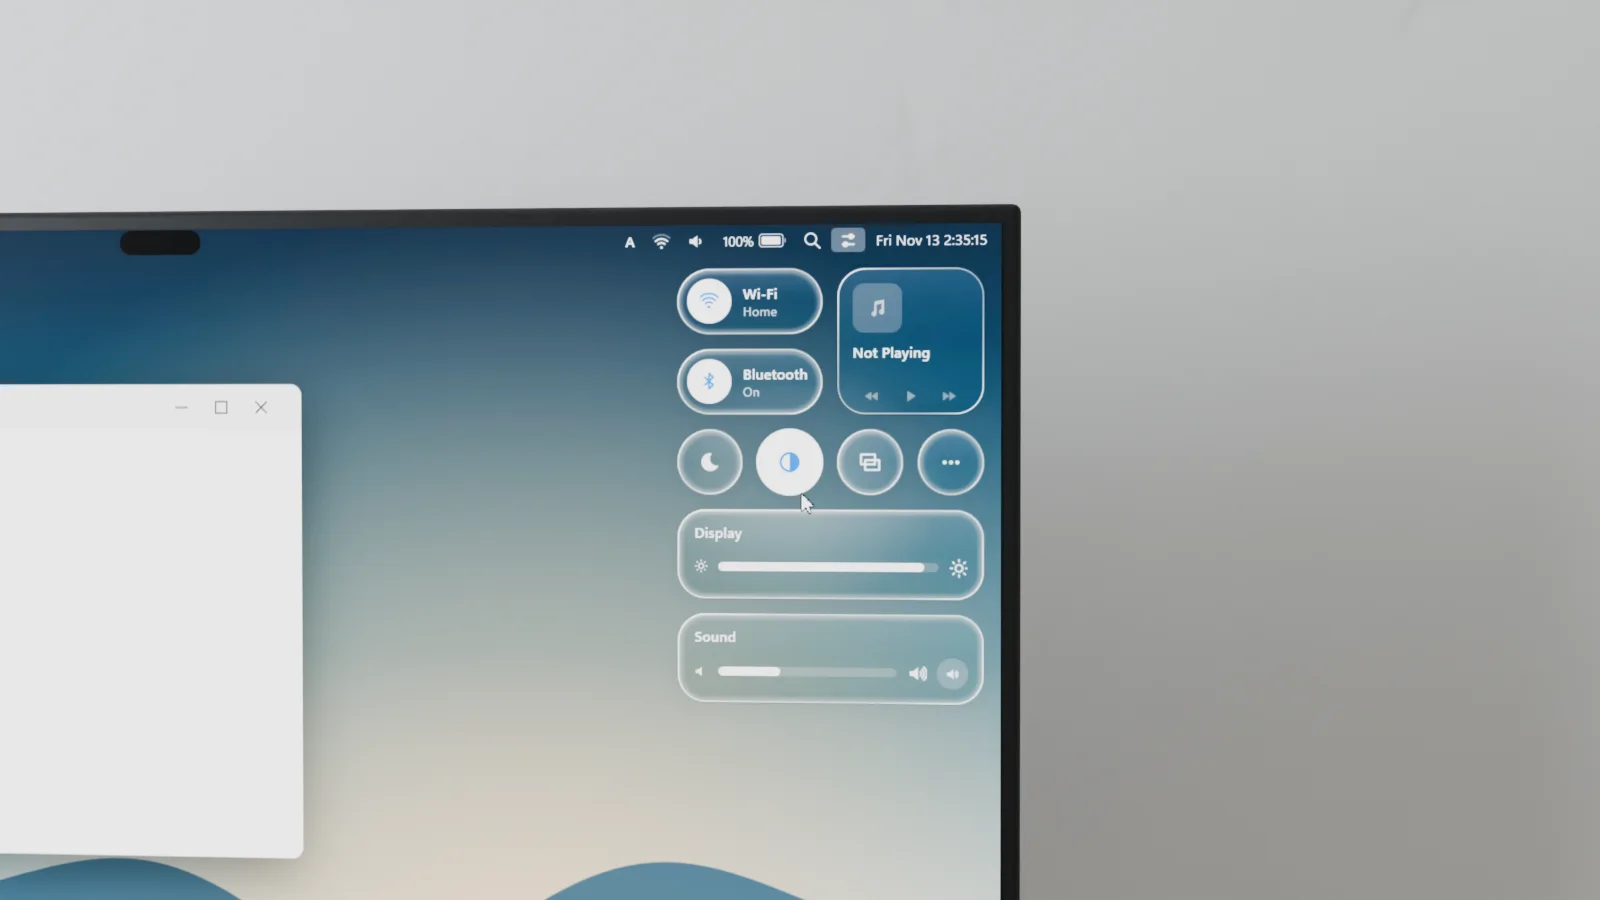 A 100% Fri Nov 13 2:35:15
Wi-Fi
Home
Not Playing
Bluetooth
On
Display
Sound